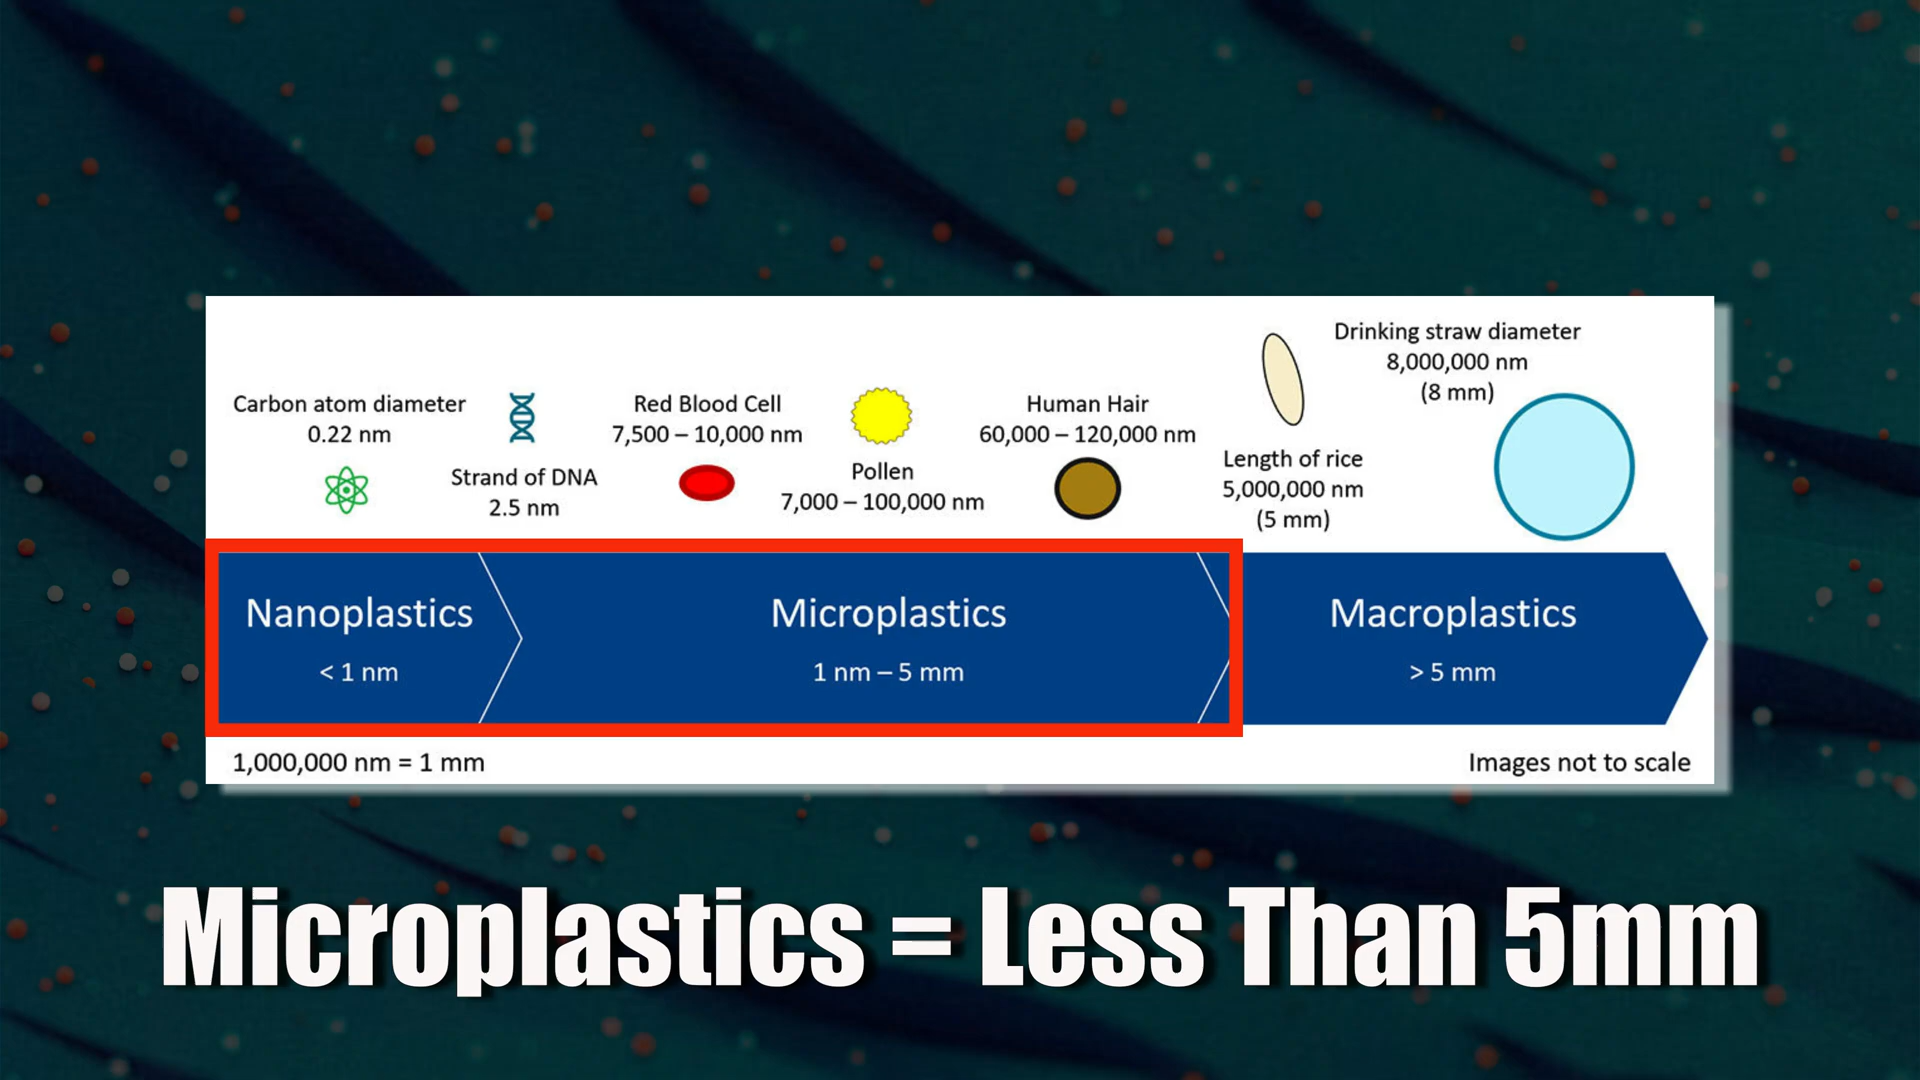 Drinking straw diameter
8,000,000 nm
(8 mm)
Carbon atom diameter
0.22 nm
Strand of DNA
2.5 nm
Red Blood Cell
7,500 – 10,000 nm
Pollen
7,000 – 100,000 nm
Human Hair
60,000 – 120,000 nm
Length of rice
5,000,000 nm
(5 mm)
Nanoplastics
< 1 nm
Microplastics
1 nm – 5 mm
Macroplastics
> 5 mm
1,000,000 nm = 1 mm
Images not to scale
Microplastics = Less Than 5mm